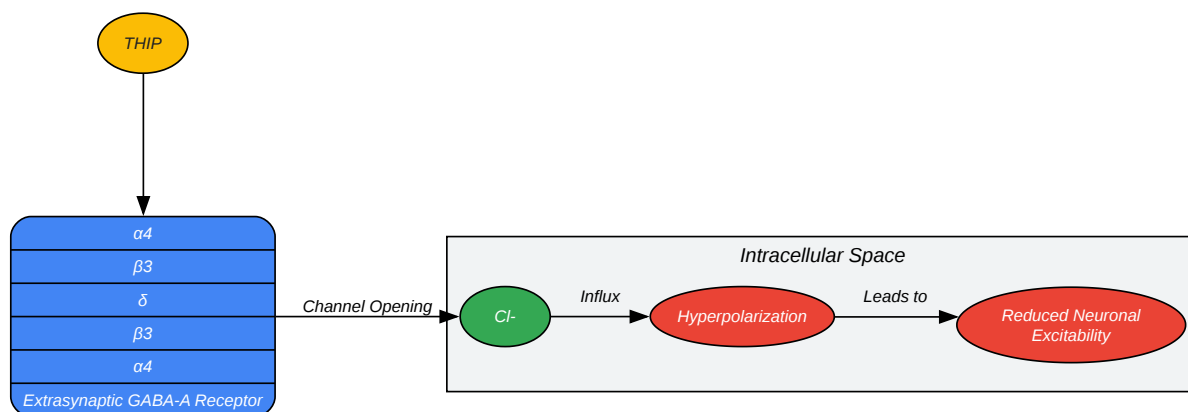 THIP
α4
β3
δ
β3
α4
Extrasynaptic GABA-A Receptor
Channel Opening
Intracellular Space
Cl-
Influx
Hyperpolarization
Leads to
Reduced Neuronal
Excitability